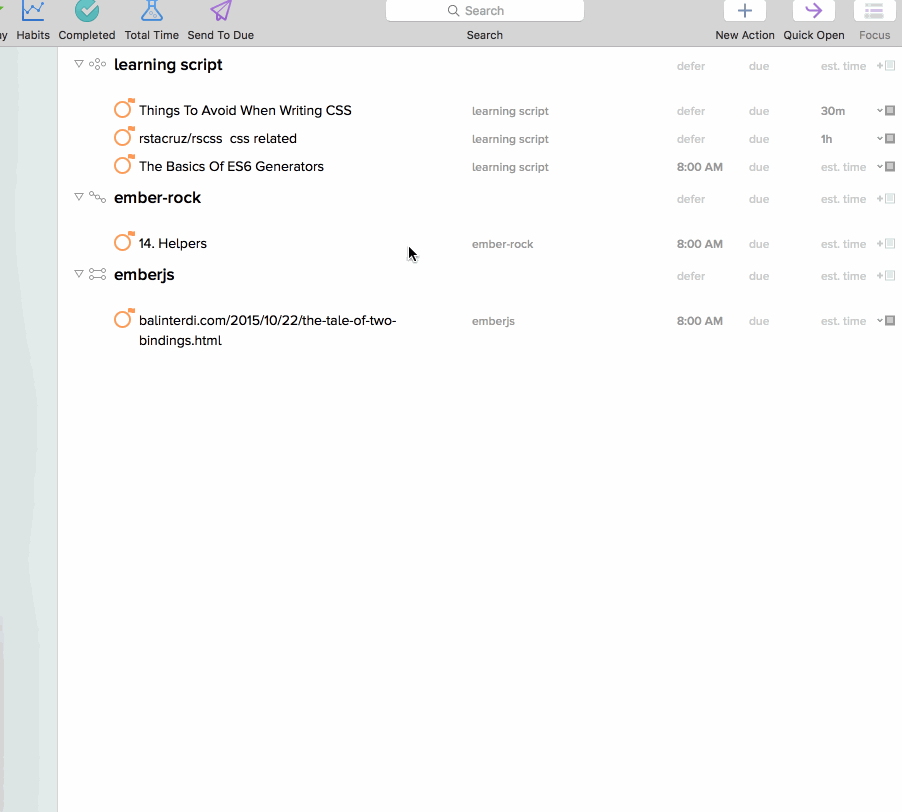 Search
y Habits Completed Total Time Send To Due Search New Action Quick Open Focus
learning script defer due est. time
Things To Avoid When Writing CSS learning script defer due 30m
rstacruz/rscss  css related learning script defer due 1h
The Basics Of ES6 Generators learning script 8:00 AM due est. time
ember-rock defer due est. time
14. Helpers ember-rock 8:00 AM due est. time
emberjs defer due est. time
balinterdi.com/2015/10/22/the-tale-of-two- emberjs 8:00 AM due est. time
bindings.html